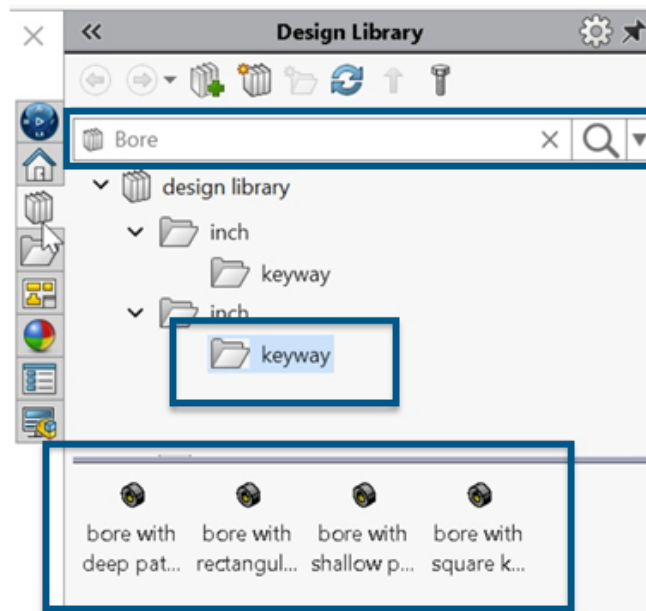 Design Library
Bore
design library
inch
keyway
inch
keyway
bore with bore with bore with bore with
deep pat... rectangul... shallow p... square k...